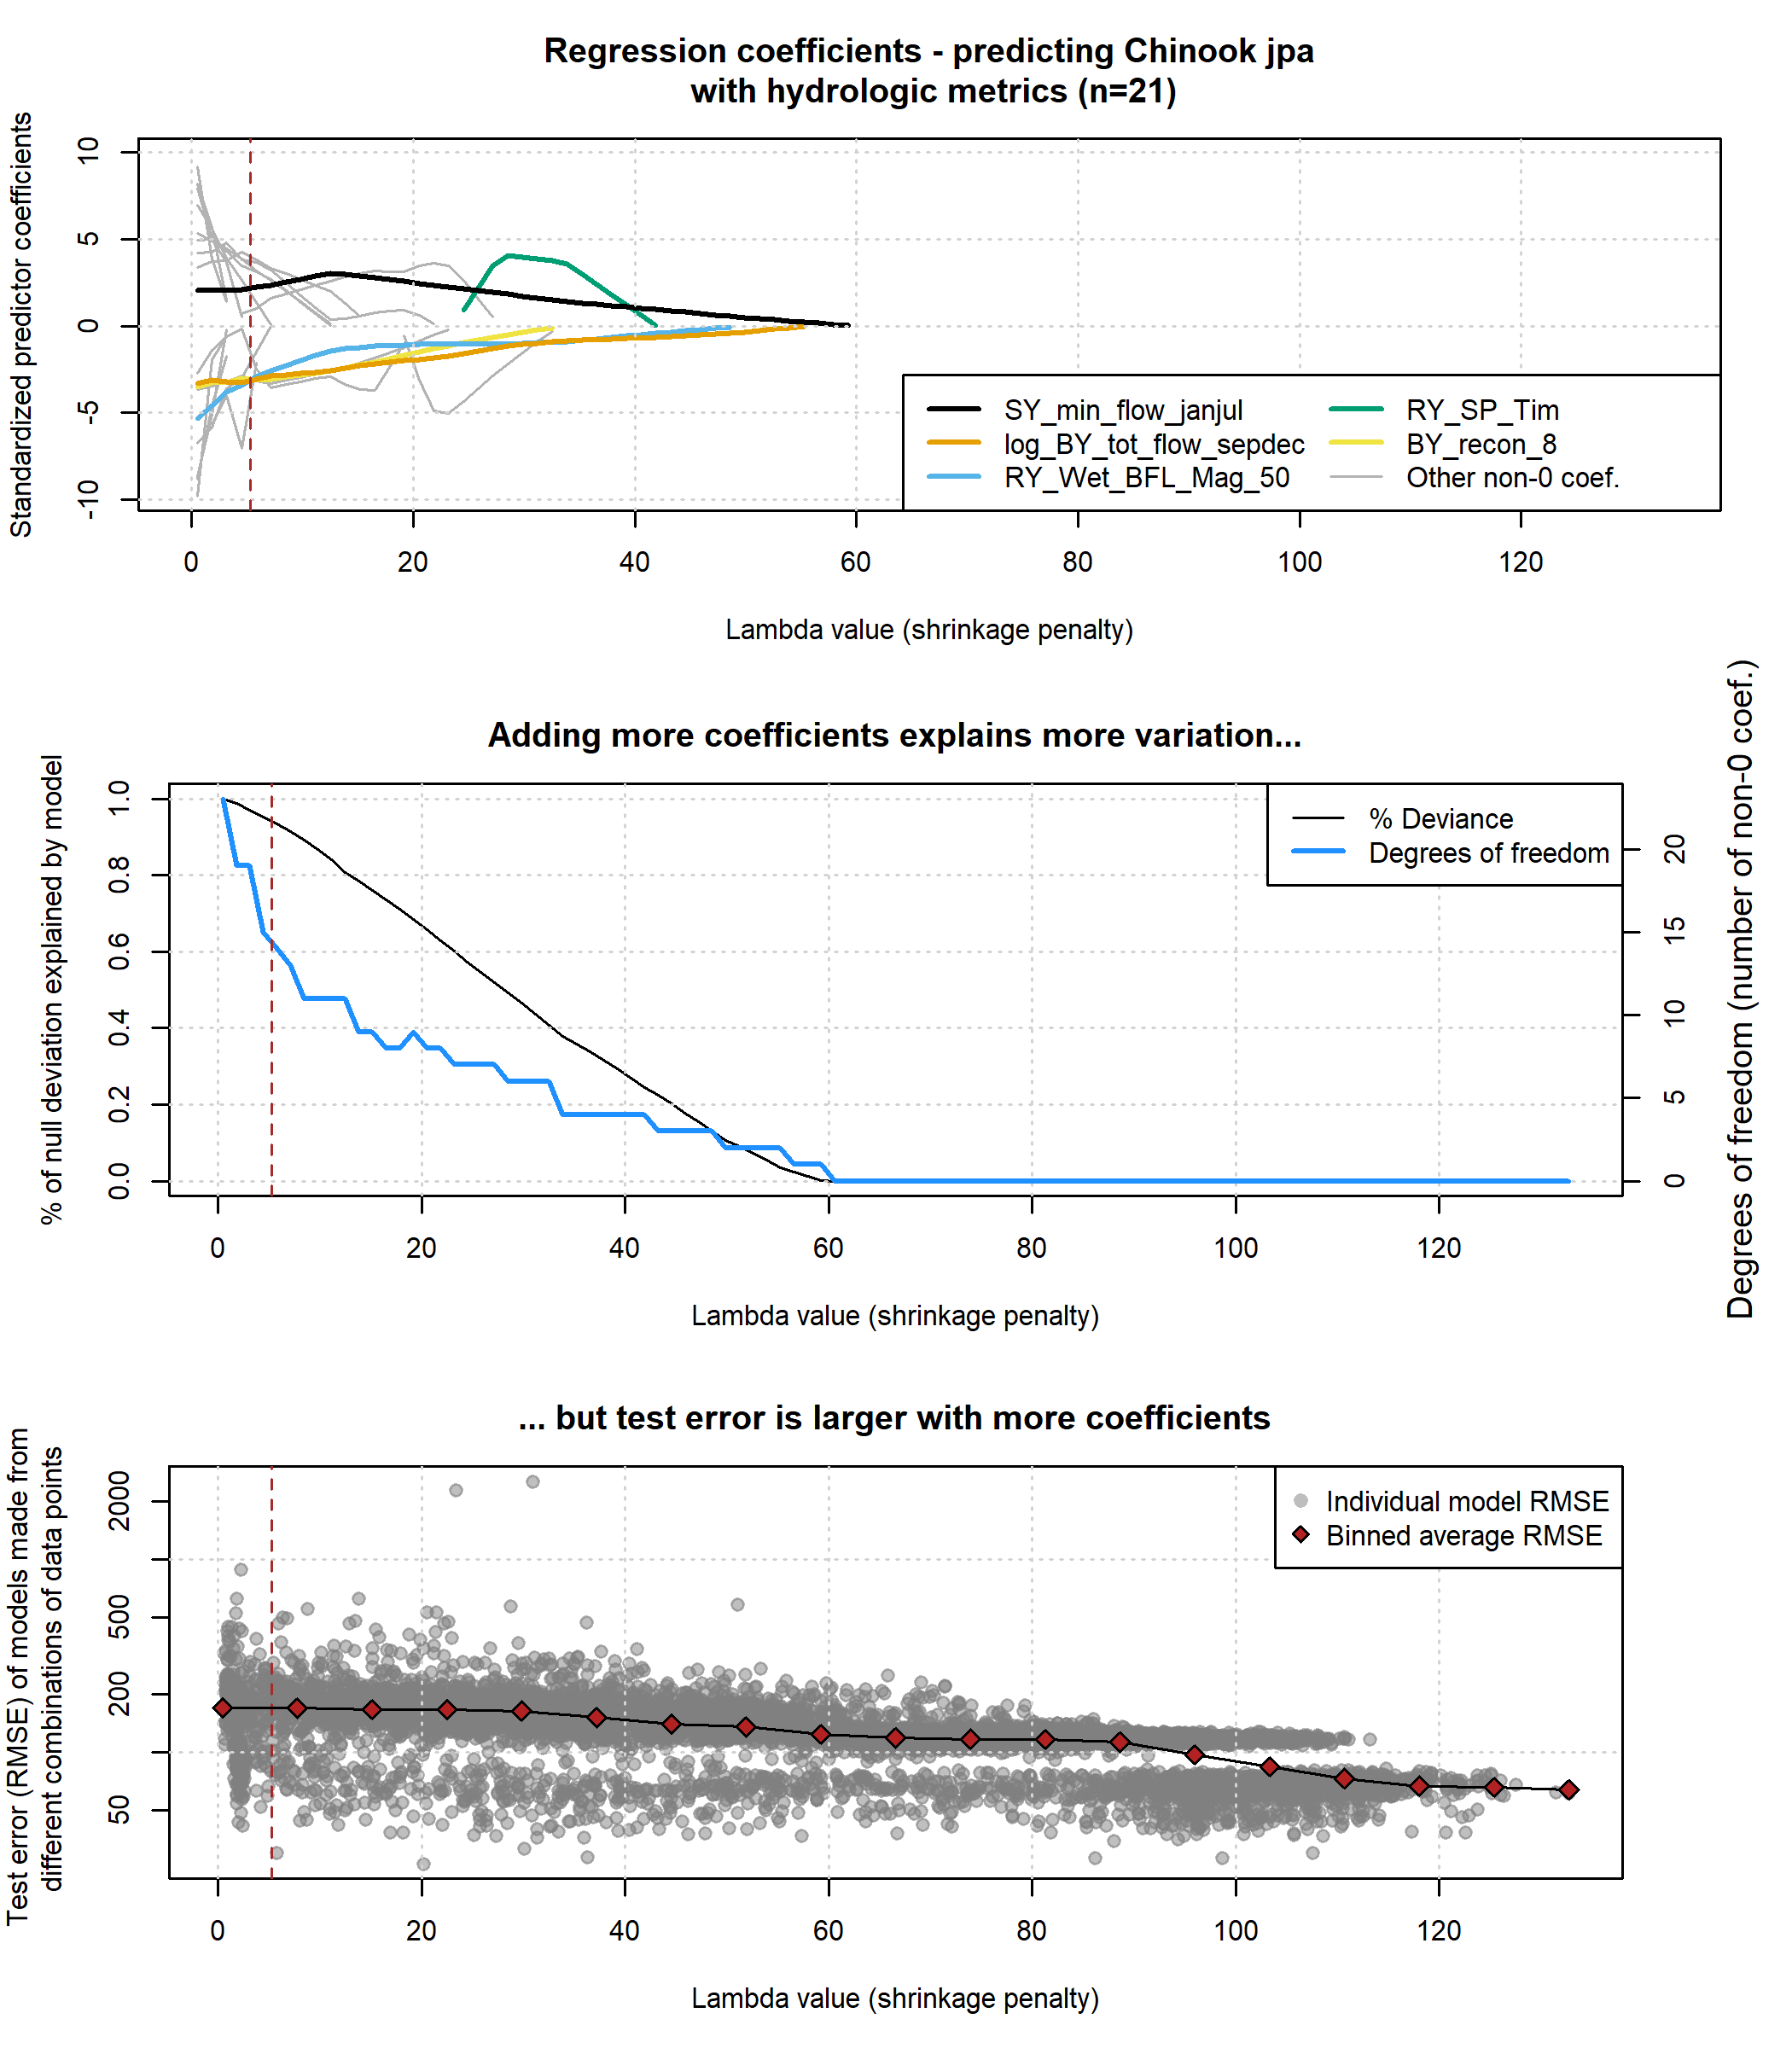 Regression coefficients - predicting Chinook jpa
with hydrologic metrics (n=21)
Standardized predictor coefficients
10
5
0
-5
-10
SY_min_flow_janjul
log_BY_tot_flow_sepdec
RY_Wet_BFL_Mag_50
RY_SP_Tim
BY_recon_8
Other non-0 coef.
0 20 40 60 80 100 120
Lambda value (shrinkage penalty)
Adding more coefficients explains more variation...
% of null deviation explained by model
1.0
0.8
0.6
0.4
0.2
0.0
% Deviance
Degrees of freedom
20
15
10
5
0
Degrees of freedom (number of non-0 coef.)
0 20 40 60 80 100 120
Lambda value (shrinkage penalty)
... but test error is larger with more coefficients
Test error (RMSE) of models made from
different combinations of data points
2000
500
200
50
Individual model RMSE
Binned average RMSE
0 20 40 60 80 100 120
Lambda value (shrinkage penalty)